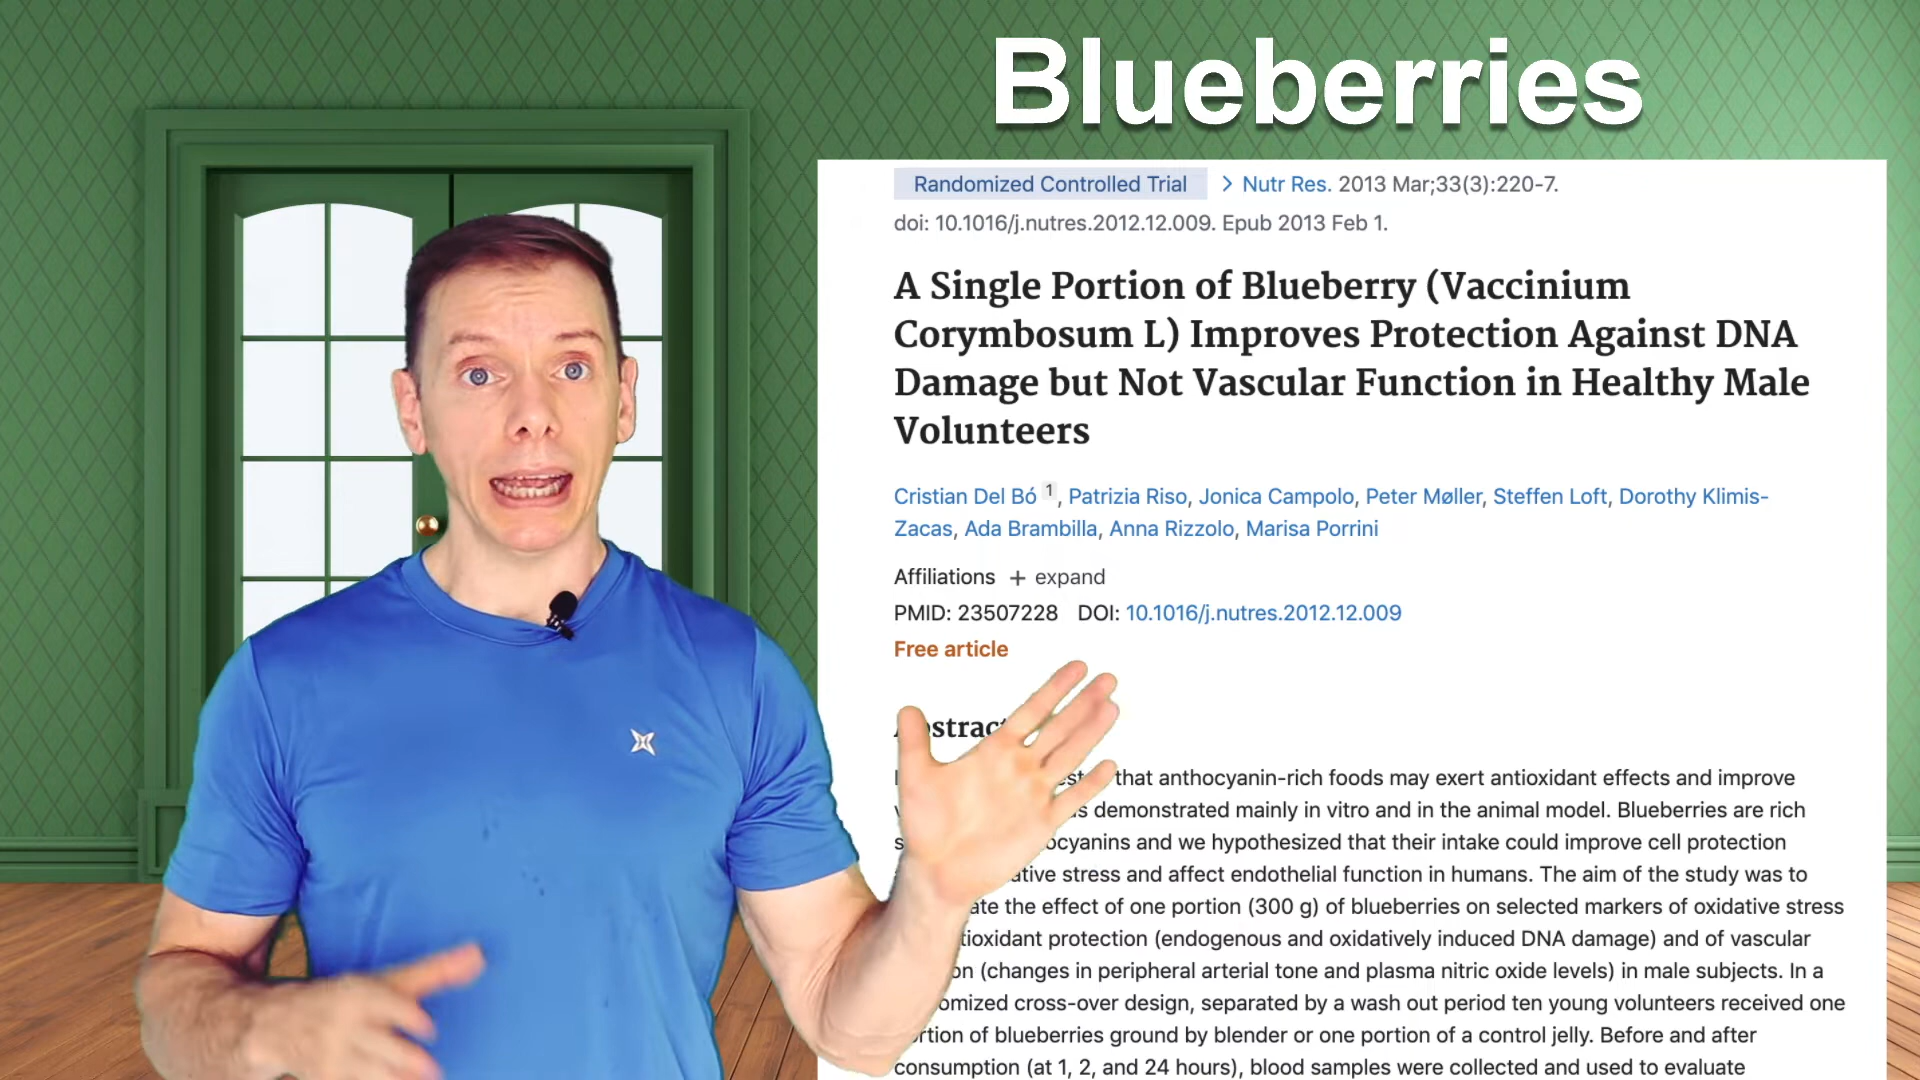 Blueberries
Randomized Controlled Trial > Nutr Res. 2013 Mar;33(3):220-7.
doi: 10.1016/j.nutres.2012.12.009. Epub 2013 Feb 1.
A Single Portion of Blueberry (Vaccinium
Corymbosum L) Improves Protection Against DNA
Damage but Not Vascular Function in Healthy Male
Volunteers
Cristian Del Bó 1, Patrizia Riso, Jonica Campolo, Peter Møller, Steffen Loft, Dorothy Klimis-
Zacas, Ada Brambilla, Anna Rizzolo, Marisa Porrini
Affiliations + expand
PMID: 23507228 DOI: 10.1016/j.nutres.2012.12.009
Free article
that anthocyanin-rich foods may exert antioxidant effects and improve
demonstrated mainly in vitro and in the animal model. Blueberries are rich
and we hypothesized that their intake could improve cell protection
stress and affect endothelial function in humans. The aim of the study was to
the effect of one portion (300 g) of blueberries on selected markers of oxidative stress
protection (endogenous and oxidatively induced DNA damage) and of vascular
(changes in peripheral arterial tone and plasma nitric oxide levels) in male subjects. In a
cross-over design, separated by a wash out period ten young volunteers received one
of blueberries ground by blender or one portion of a control jelly. Before and after
consumption (at 1, 2, and 24 hours), blood samples were collected and used to evaluate